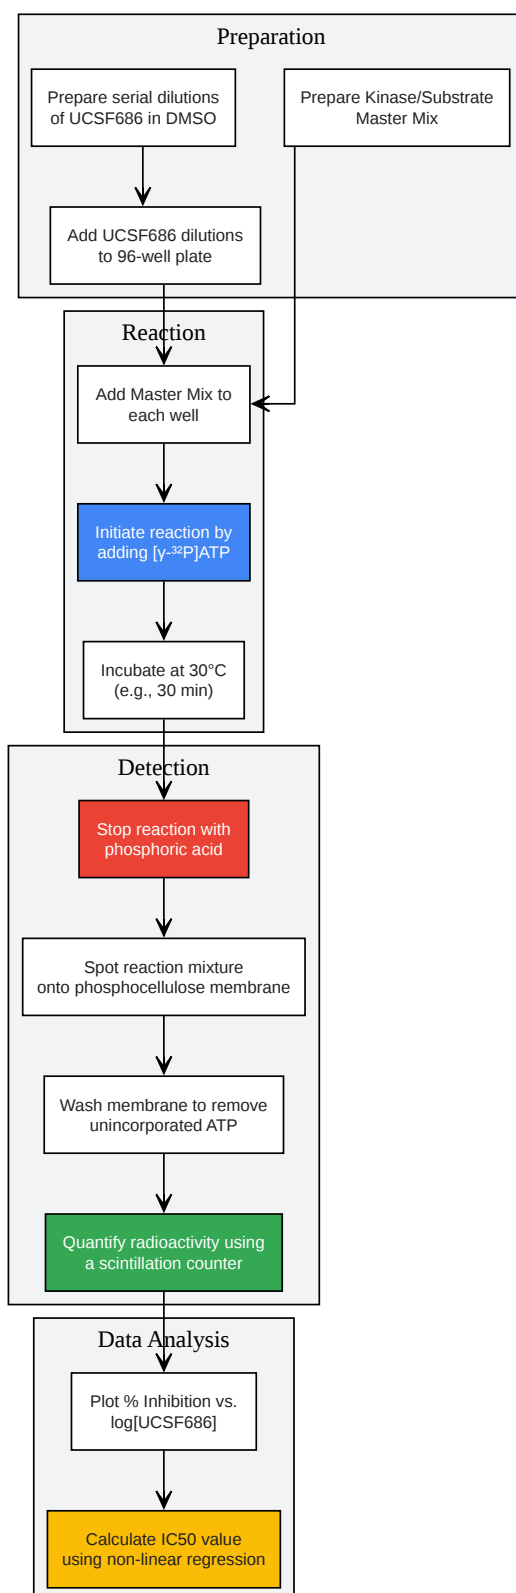 Preparation
Prepare serial dilutions
of UCSF686 in DMSO
Prepare Kinase/Substrate
Master Mix
Add UCSF686 dilutions
to 96-well plate
Reaction
Add Master Mix to
each well
Initiate reaction by
adding [γ-³²P]ATP
Incubate at 30°C
(e.g., 30 min)
Detection
Stop reaction with
phosphoric acid
Spot reaction mixture
onto phosphocellulose membrane
Wash membrane to remove
unincorporated ATP
Quantify radioactivity using
a scintillation counter
Data Analysis
Plot % Inhibition vs.
log[UCSF686]
Calculate IC50 value
using non-linear regression